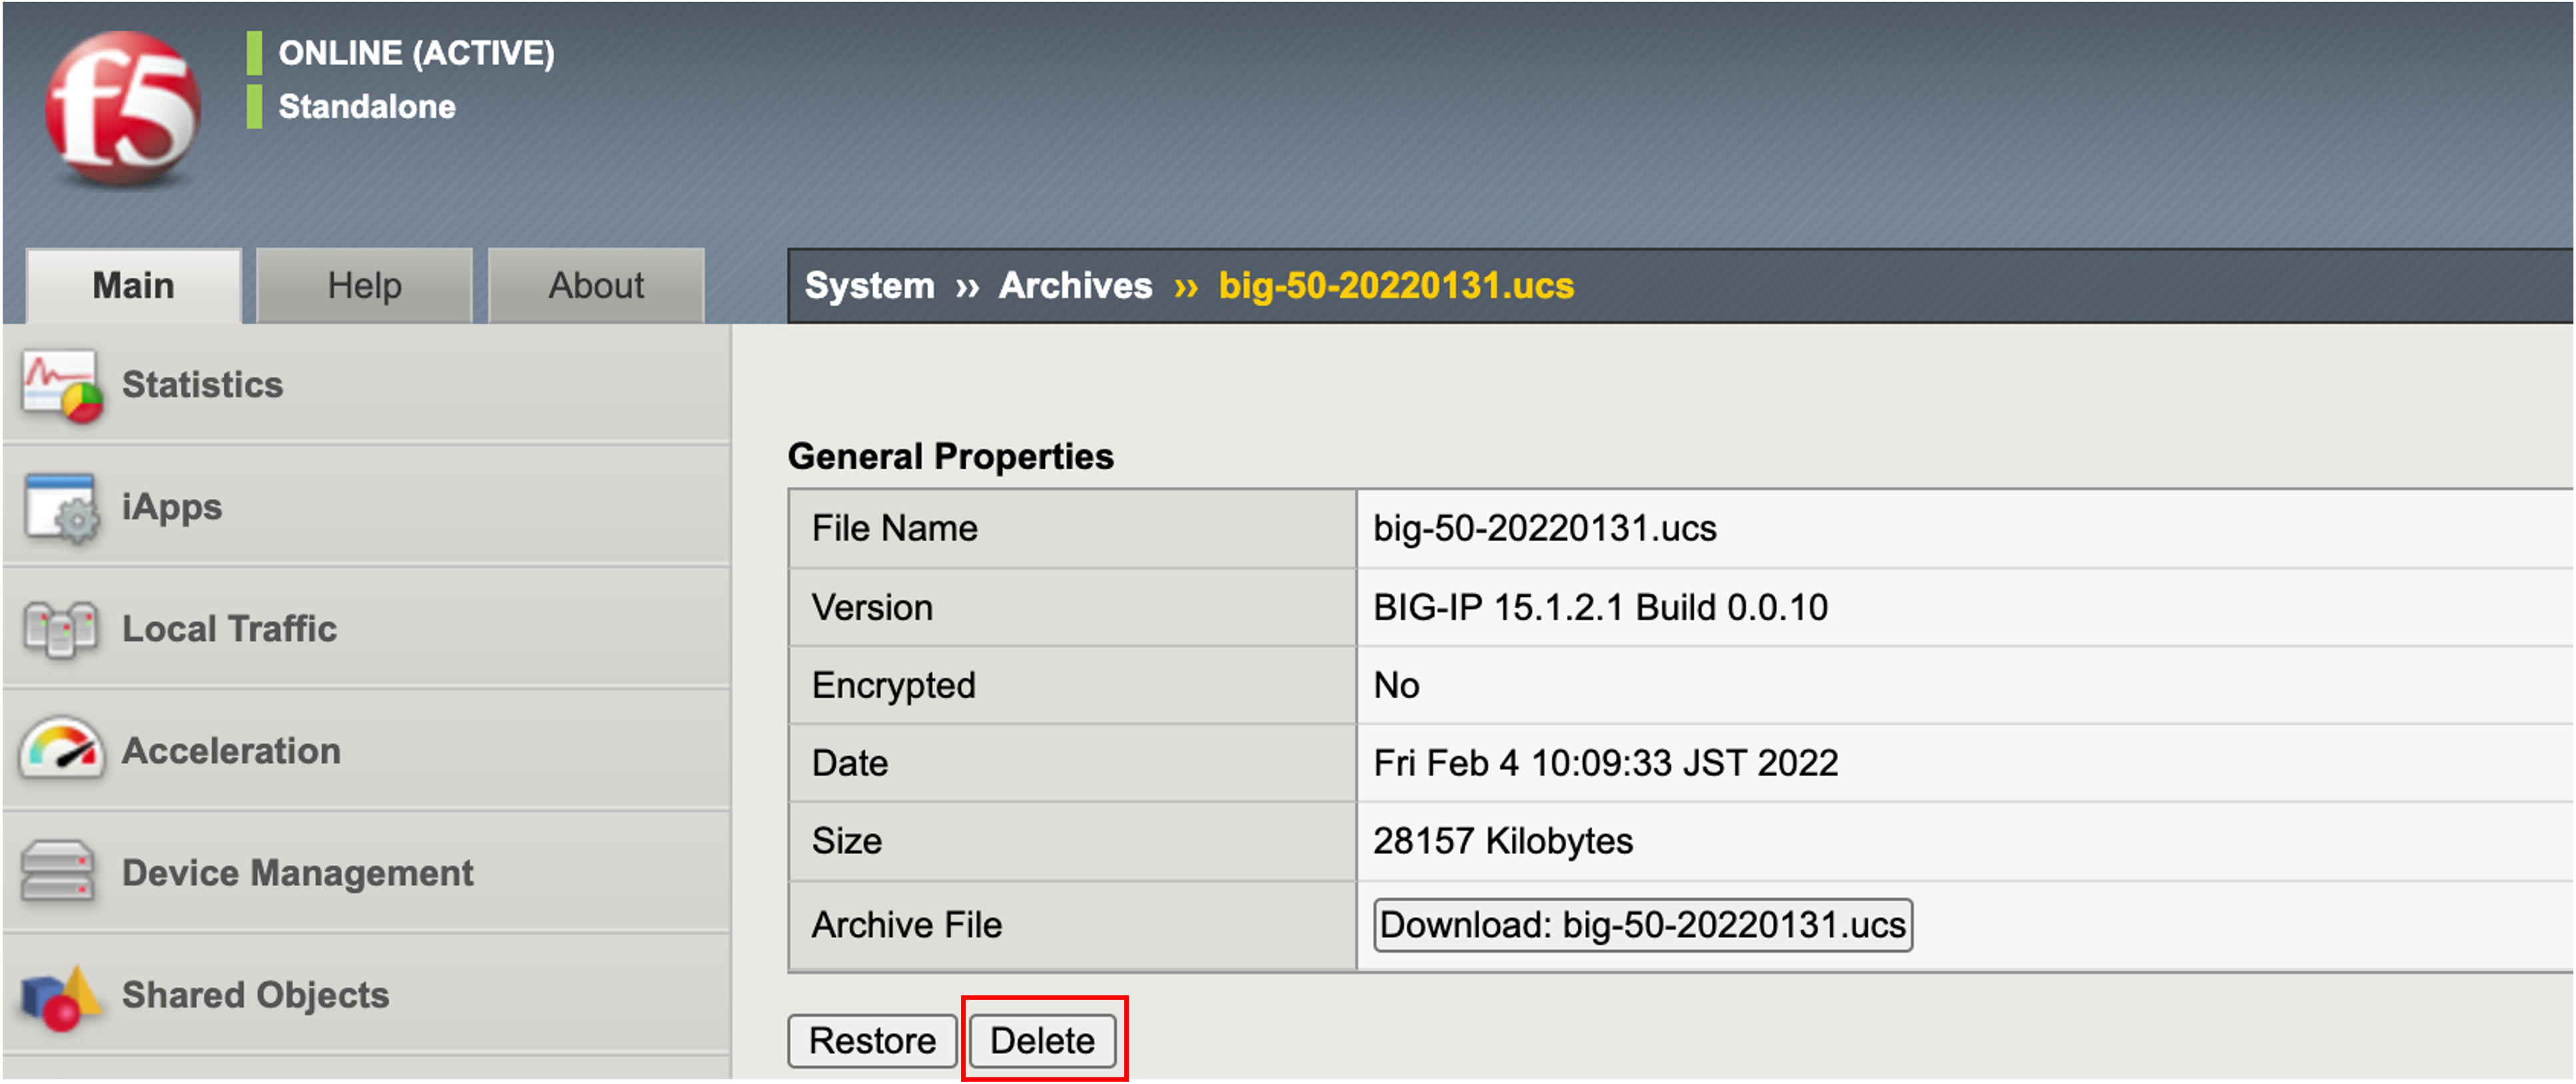 f5
ONLINE (ACTIVE)
Standalone
Main Help About
System ›› Archives ›› big-50-20220131.ucs
Statistics
iApps
Local Traffic
Acceleration
Device Management
Shared Objects
General Properties
File Name big-50-20220131.ucs
Version BIG-IP 15.1.2.1 Build 0.0.10
Encrypted No
Date Fri Feb 4 10:09:33 JST 2022
Size 28157 Kilobytes
Archive File Download: big-50-20220131.ucs
Restore Delete